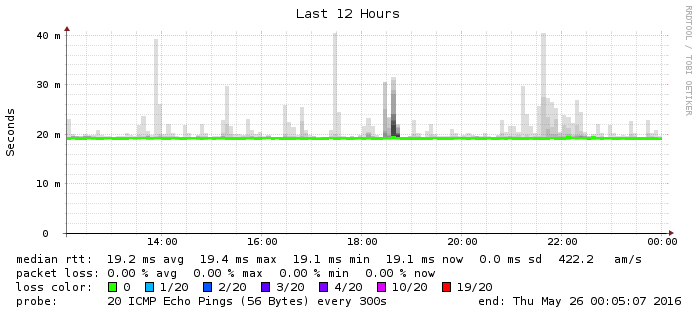 Last 12 Hours
RRDTOOL / TOBI OETIKER
Seconds
40 m
30 m
20 m
10 m
0
14:00 16:00 18:00 20:00 22:00 00:00
median rtt: 19.2 ms avg 19.4 ms max 19.1 ms min 19.1 ms now 0.0 ms sd 422.2 am/s
packet loss: 0.00 % avg 0.00 % max 0.00 % min 0.00 % now
loss color: 0 1/20 2/20 3/20 4/20 10/20 19/20
probe: 20 ICMP Echo Pings (56 Bytes) every 300s end: Thu May 26 00:05:07 2016